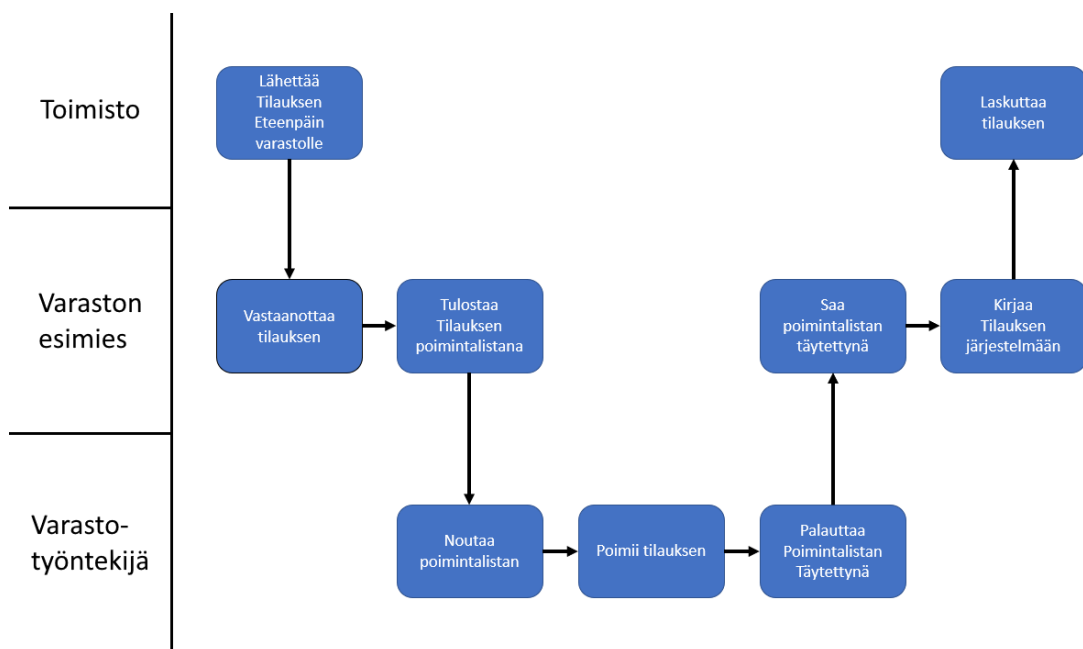 Toimisto
Lähettää
Tilauksen
Eteenpäin
varastolle
Laskuttaa
tilauksen
Varaston
esimies
Vastaanottaa
tilauksen
Tulostaa
Tilauksen
poimintalistana
Saa
poimintalistan
täytettynä
Kirjaa
Tilauksen
järjestelmään
Varasto-
työntekijä
Noutaa
poimintalistan
Poimii tilauksen
Palauttaa
Poimintalistan
Täytettynä